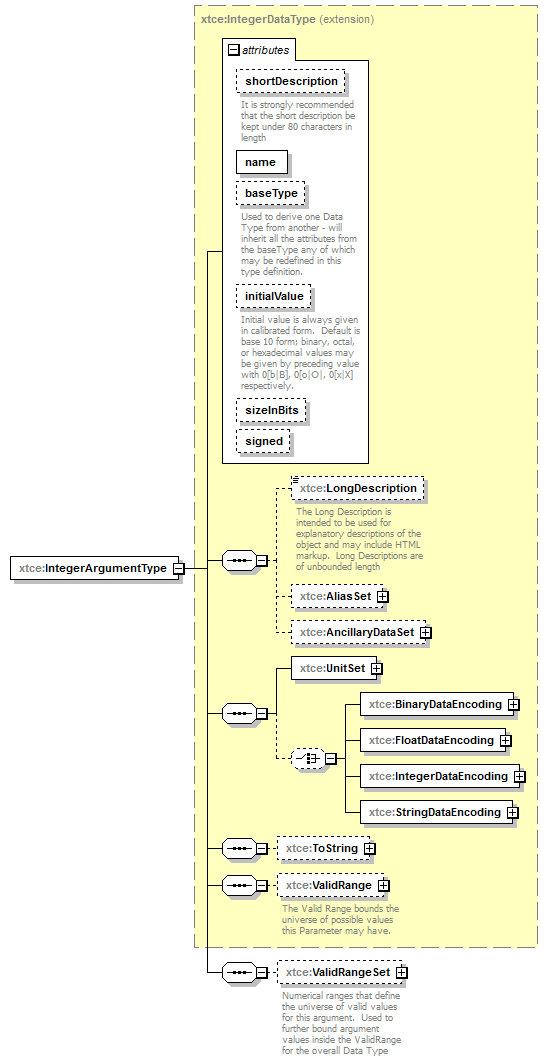 xtce:IntegerDataType (extension)
attributes
shortDescription
It is strongly recommended
that the short description be
kept under 80 characters in
length
name
baseType
Used to derive one Data
Type from another - will
inherit all the attributes from
the baseType any of which
may be redefined in this
type definition.
initialValue
Initial value is always given
in calibrated form.  Default is
base 10 form; binary, octal,
or hexadecimal values may
be given by preceding value
with 0[b|B], 0[o|O|, 0[x|X]
respectively.
sizeInBits
signed
xtce:LongDescription
The Long Description is
intended to be used for
explanatory descriptions of the
object and may include HTML
markup.  Long Descriptions are
of unbounded length
xtce:IntegerArgumentType
xtce:AliasSet
xtce:AncillaryDataSet
xtce:UnitSet
xtce:BinaryDataEncoding
xtce:FloatDataEncoding
xtce:IntegerDataEncoding
xtce:StringDataEncoding
xtce:ToString
xtce:ValidRange
The Valid Range bounds the
universe of possible values
this Parameter may have.
xtce:ValidRangeSet
Numerical ranges that define
the universe of valid values
for this argument.  Used to
further bound argument
values inside the ValidRange
for the overall Data Type